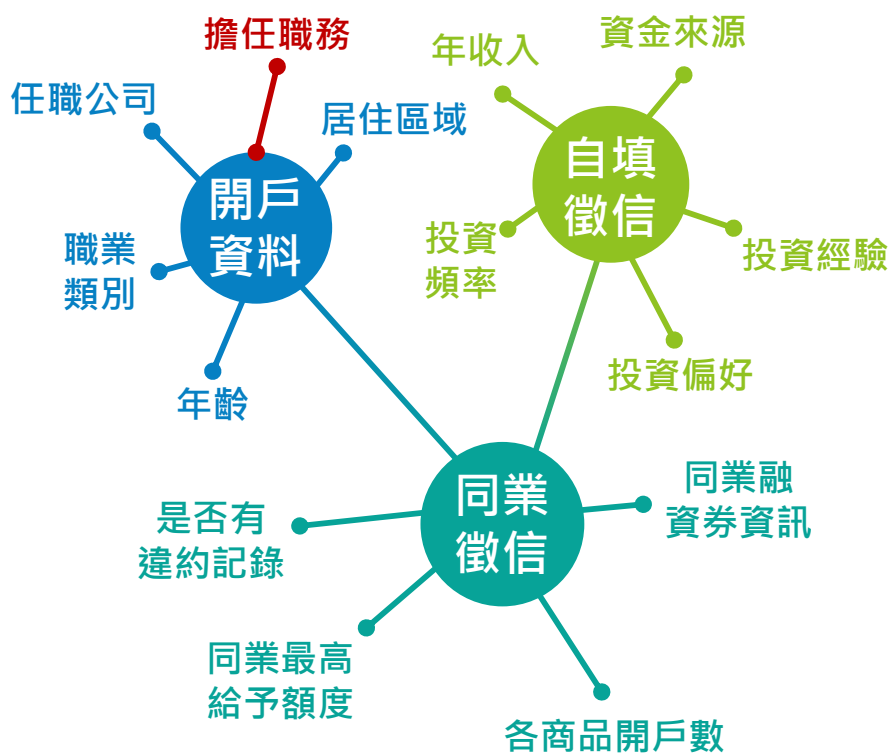 擔任職務
任職公司
居住區域
開戶
資料
職業
類別
年齡
年收入
資金來源
自填
徵信
投資
頻率
投資經驗
投資偏好
同業
徵信
是否有
違約記錄
同業融
資券資訊
同業最高
給予額度
各商品開戶數